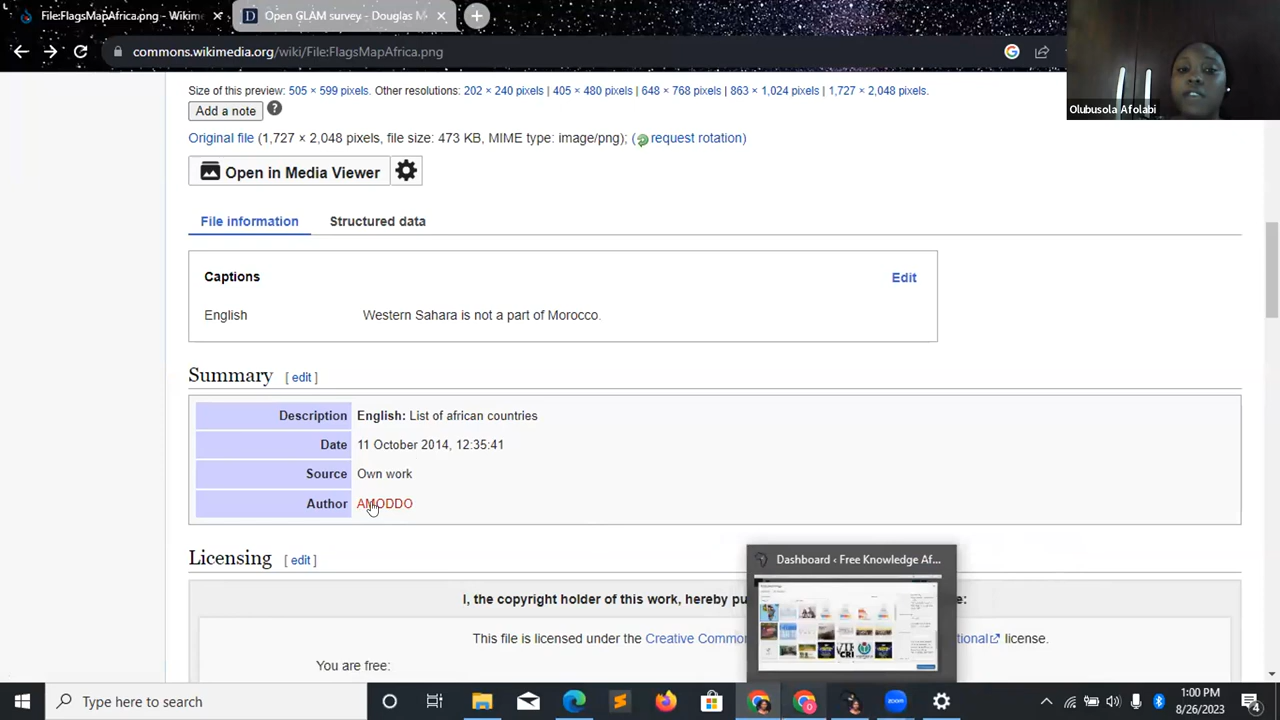 File:FlagsMapAfrica.png - Wikim
Open GLAM survey - Douglas M
commons.wikimedia.org/wiki/File:FlagsMapAfrica.png
Olubusola Afolabi
Size of this preview: 505 × 599 pixels. Other resolutions: 202 × 240 pixels | 405 × 480 pixels | 648 × 768 pixels | 863 × 1,024 pixels | 1,727 × 2,048 pixels.
Add a note
Original file (1,727 × 2,048 pixels, file size: 473 KB, MIME type: image/png); ( request rotation)
Open in Media Viewer
File information Structured data
Captions Edit
English Western Sahara is not a part of Morocco.
Summary [ edit ]
Description English: List of african countries
Date 11 October 2014, 12:35:41
Source Own work
Author AMODDO
Licensing [ edit ]
Dashboard ‹ Free Knowledge Af...
I, the copyright holder of this work, hereby pu e:
This file is licensed under the Creative Common tional license.
You are free:
Type here to search
zoom
1:00 PM
8/26/2023
4